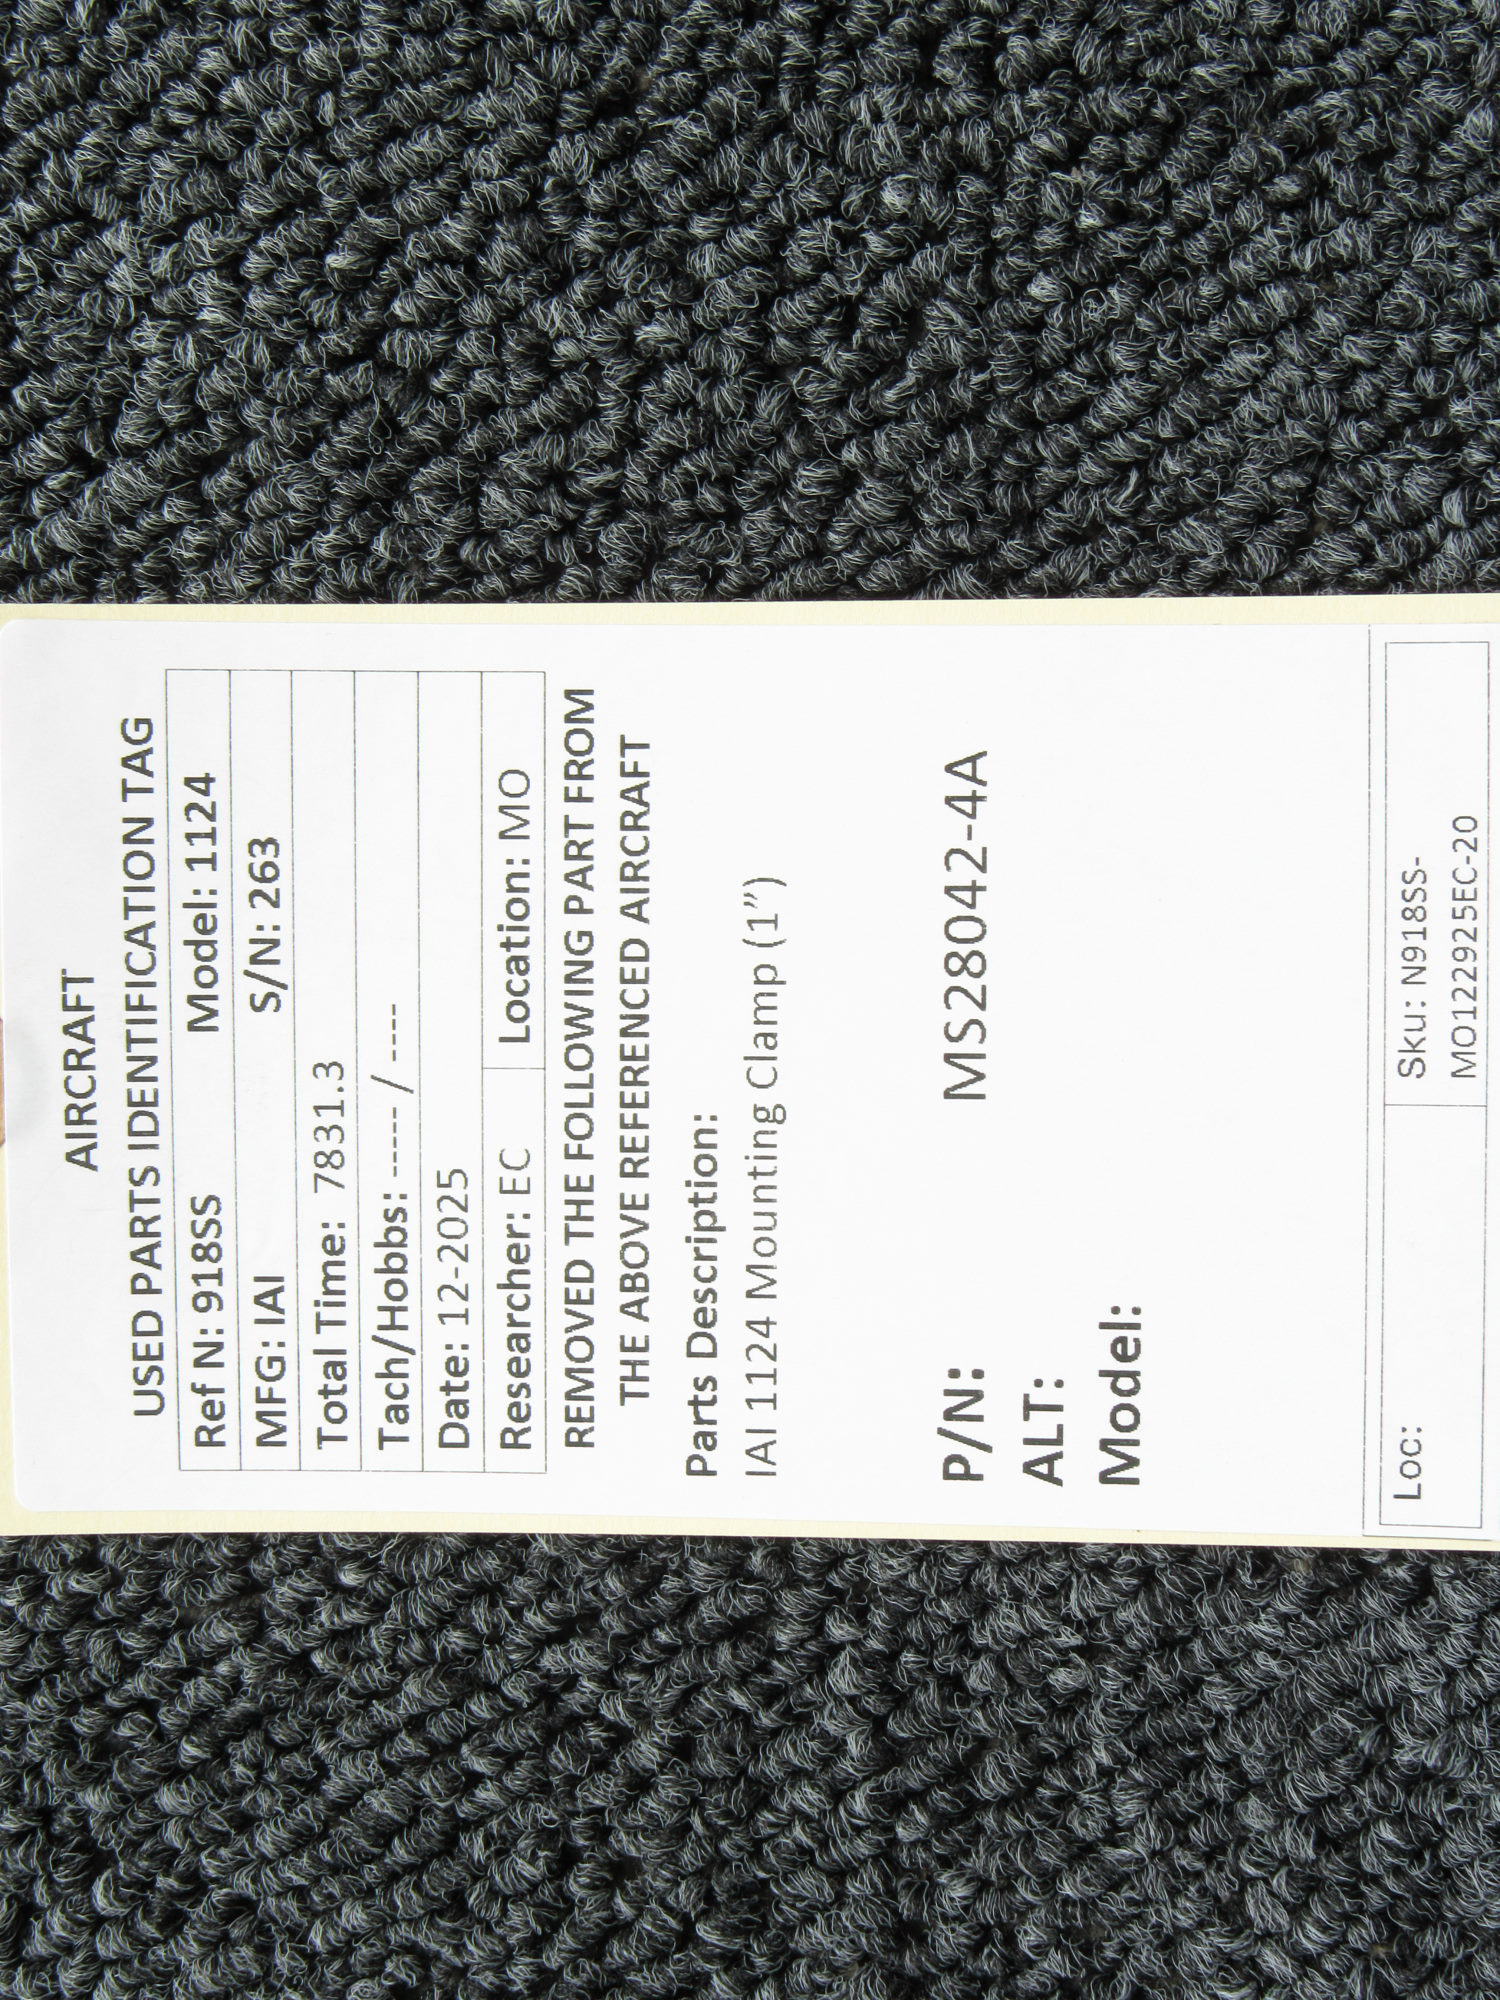 AIRCRAFT
USED PARTS IDENTIFICATION TAG
Ref N: 918SS Model: 1124
MFG: IAI S/N: 263
Total Time: 7831.3
Tach/Hobbs: ----- / ----
Date: 12-2025
Researcher: EC Location: MO
REMOVED THE FOLLOWING PART FROM
THE ABOVE REFERENCED AIRCRAFT
Parts Description:
IAI 1124 Mounting Clamp (1”)
P/N: MS28042-4A
ALT:
Model:
Loc: Sku: N918SS-
MO122925EC-20